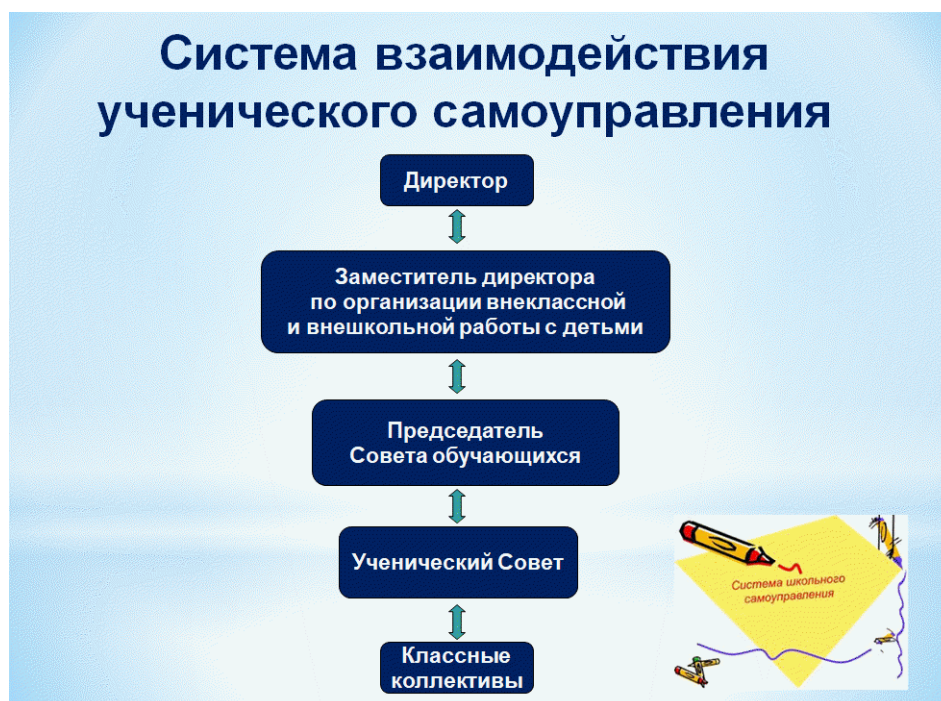 Система взаимодействия
ученического самоуправления
Директор
Заместитель директора
по организации внеклассной
и внешкольной работы с детьми
Председатель
Совета обучающихся
Ученический Совет
Классные
коллективы
Система школьного
самоуправления